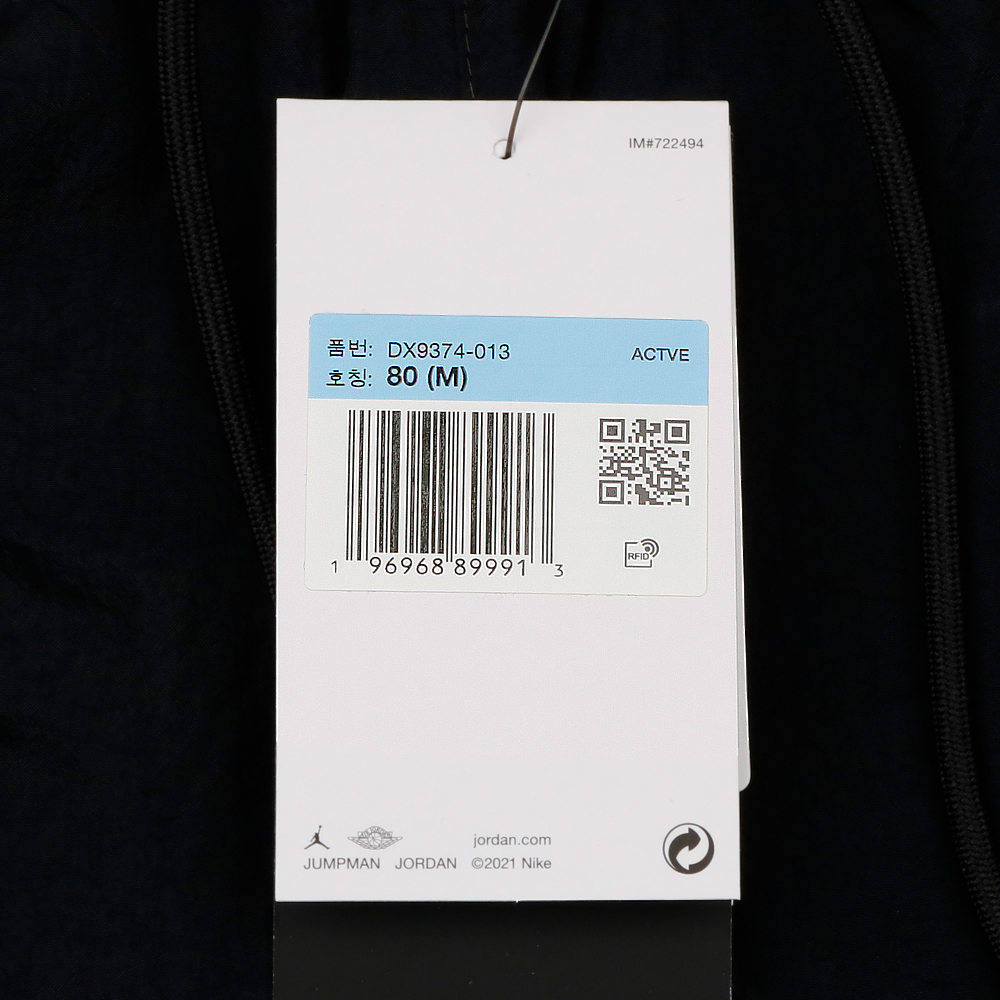 IM#722494
품번: DX9374-013
ACTVE
호칭: 80 (M)
1 96968 89991 3
RFID
jordan.com
JUMPMAN JORDAN ©2021 Nike